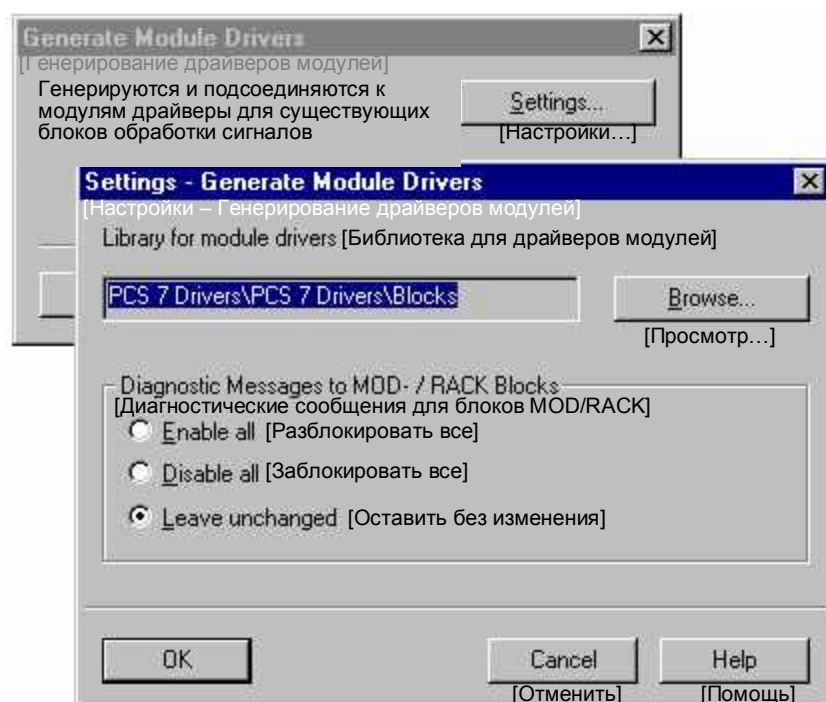 Generate Module Drivers
[Генерирование драйверов модулей]
Генерируются и подсоединяются к
модулям драйверы для существующих
блоков обработки сигналов
Settings...
[Настройки...]
Settings - Generate Module Drivers
[Настройки – Генерирование драйверов модулей]
Library for module drivers [Библиотека для драйверов модулей]
PCS 7 Drivers\PCS 7 Drivers\Blocks
Browse...
[Просмотр...]
Diagnostic Messages to MOD- / RACK Blocks
[Диагностические сообщения для блоков MOD/RACK]
Enable all [Разблокировать все]
Disable all [Заблокировать все]
Leave unchanged [Оставить без изменения]
OK Cancel Help
[Отменить] [Помощь]